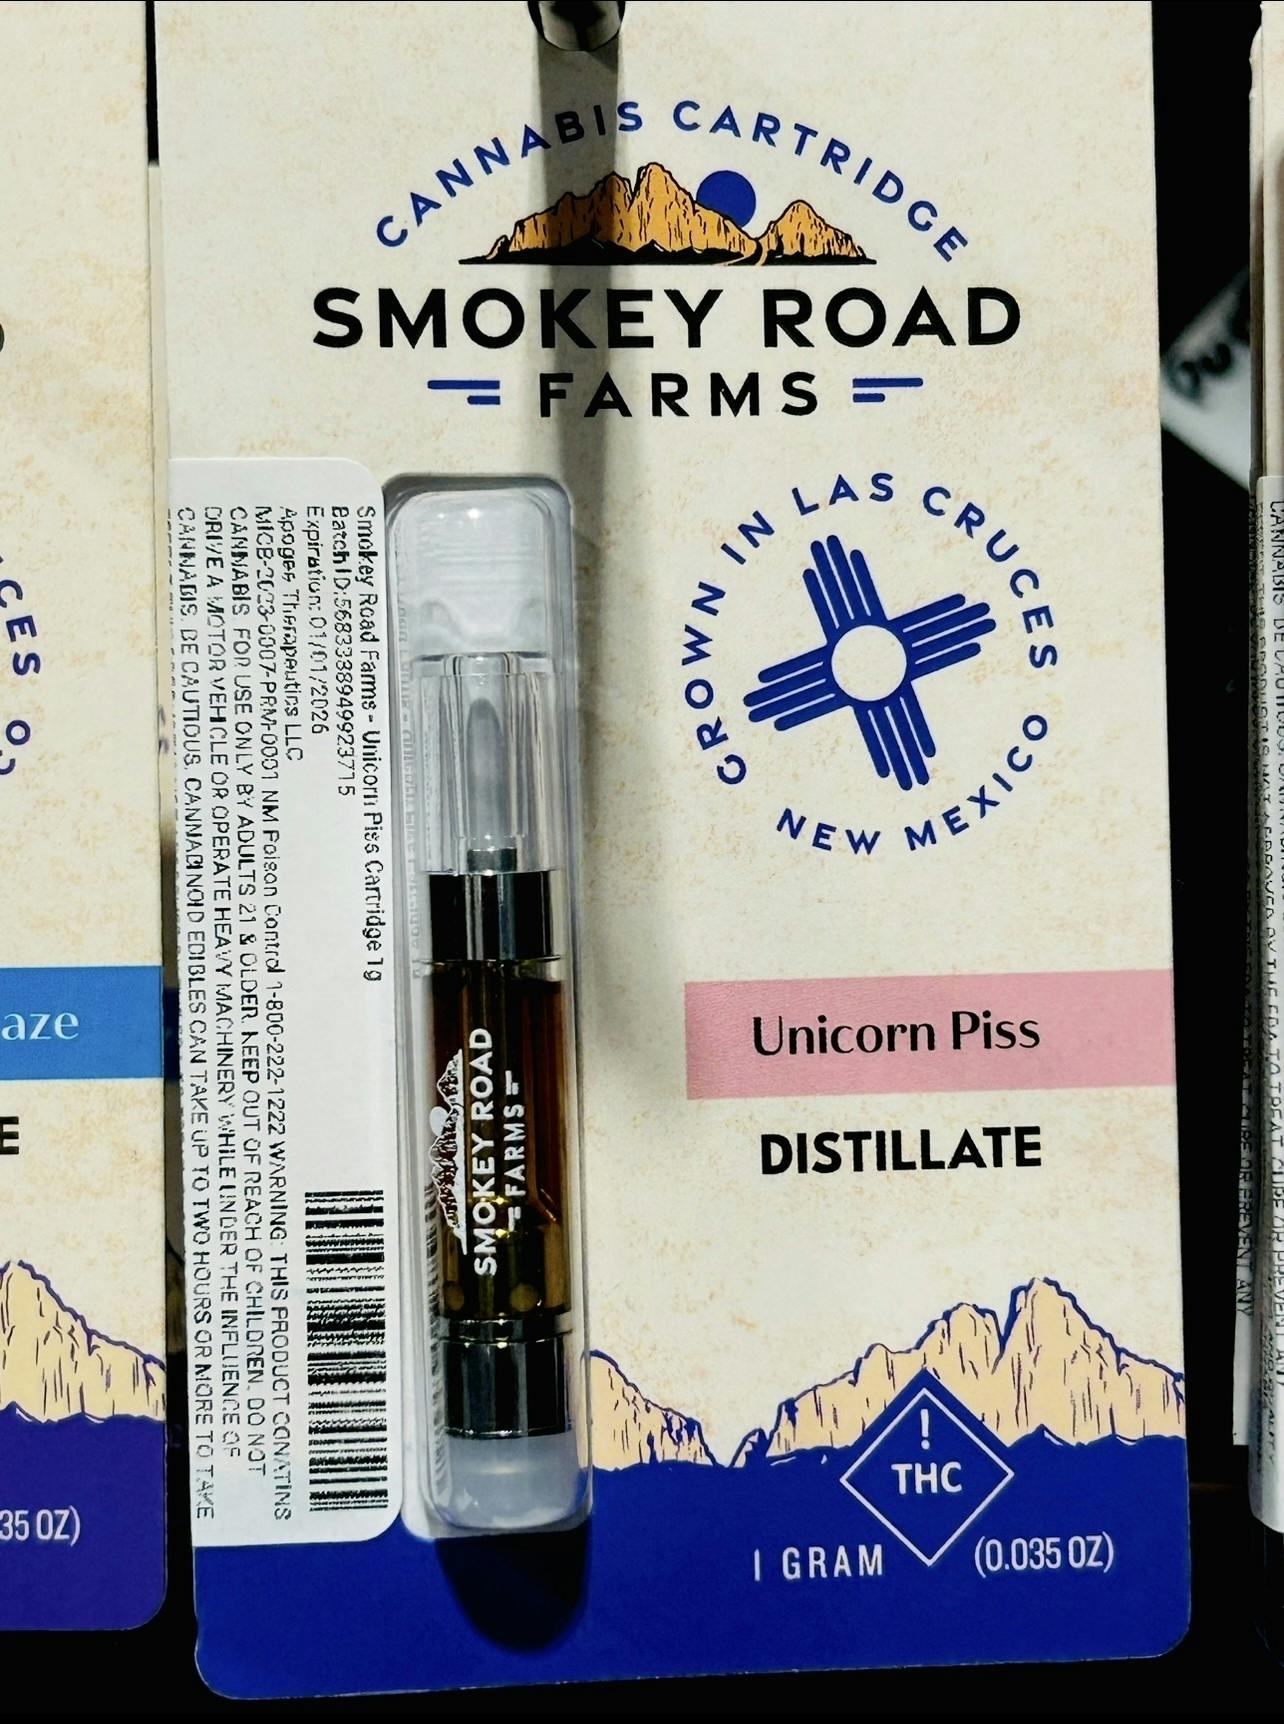 CANNABIS CARTRIDGE
SMOKEY ROAD
FARMS
GROWN IN LAS CRUCES
NEW MEXICO
Unicorn Piss
DISTILLATE
!
THC
1 GRAM
(0.035 OZ)
Smokey Road Farms - Unicorn Piss Cartridge 1g
Batch ID:5683338949923715
Expiration: 01/01/2026
Apogee Therapeutics LLC
MICB-2023-0007-PRM-0001 NM Poison Control 1-800-222-1222 WARNING: THIS PRODUCT CONATINS
CANNABIS. FOR USE ONLY BY ADULTS 21 & OLDER. KEEP OUT OF REACH OF CHILDREN. DO NOT
DRIVE A MOTOR VEHICLE OR OPERATE HEAVY MACHINERY WHILE UNDER THE INFLUENCE OF
CANNABIS. BE CAUTIOUS. CANNABINOID EDIBLES CAN TAKE UP TO TWO HOURS OR MORE TO TAKE
SMOKEY ROAD
FARMS
CES
aze
E
35 OZ)